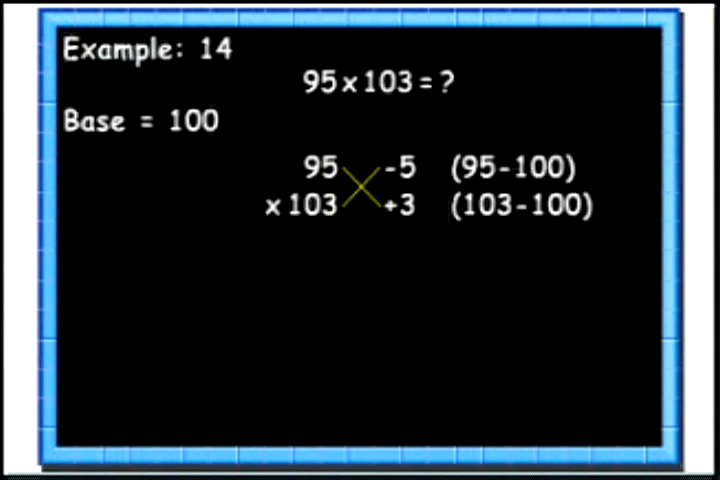 Example: 14
95 x 103 = ?
Base = 100
95 -5 (95-100)
x 103 +3 (103-100)